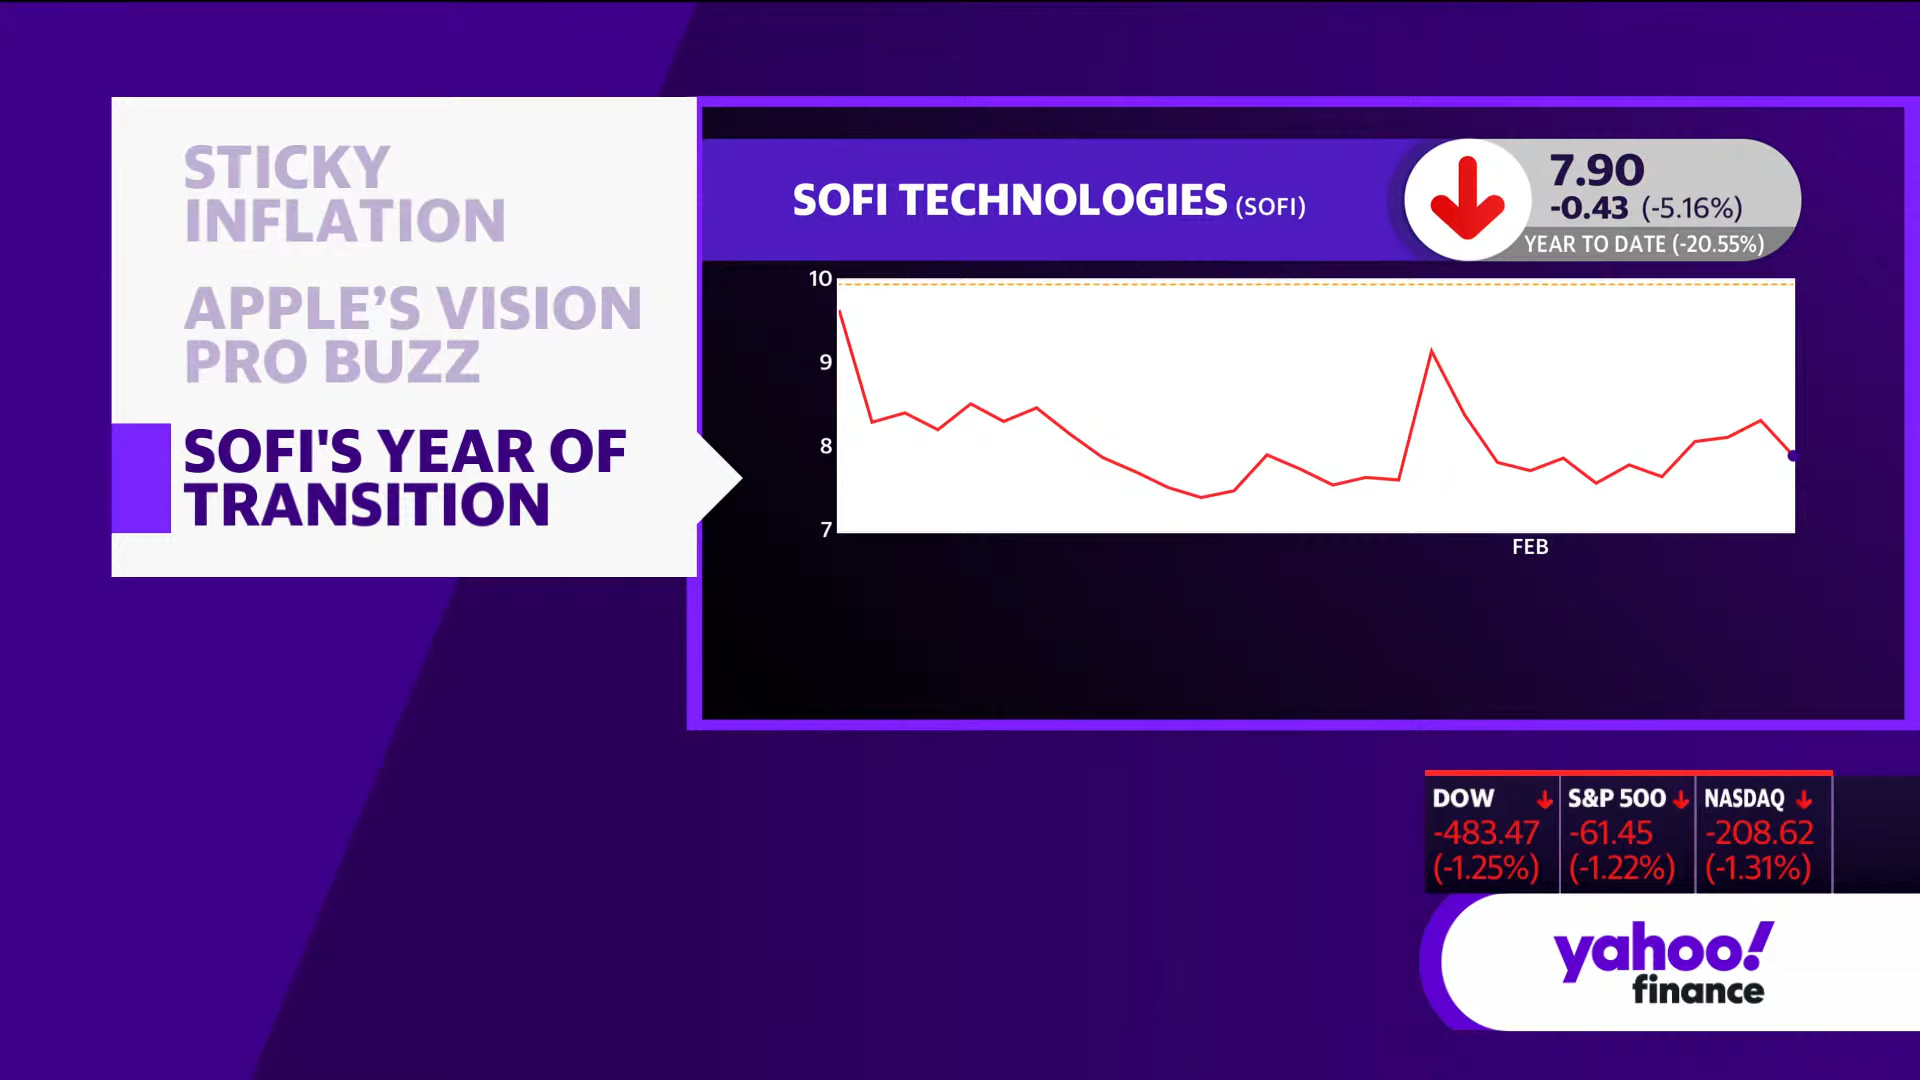 STICKY
INFLATION
APPLE’S VISION
PRO BUZZ
SOFI'S YEAR OF
TRANSITION
SOFI TECHNOLOGIES (SOFI)
7.90
-0.43 (-5.16%)
YEAR TO DATE (-20.55%)
10
9
8
7
FEB
DOW
-483.47
(-1.25%)
S&P 500
-61.45
(-1.22%)
NASDAQ
-208.62
(-1.31%)
yahoo!
finance